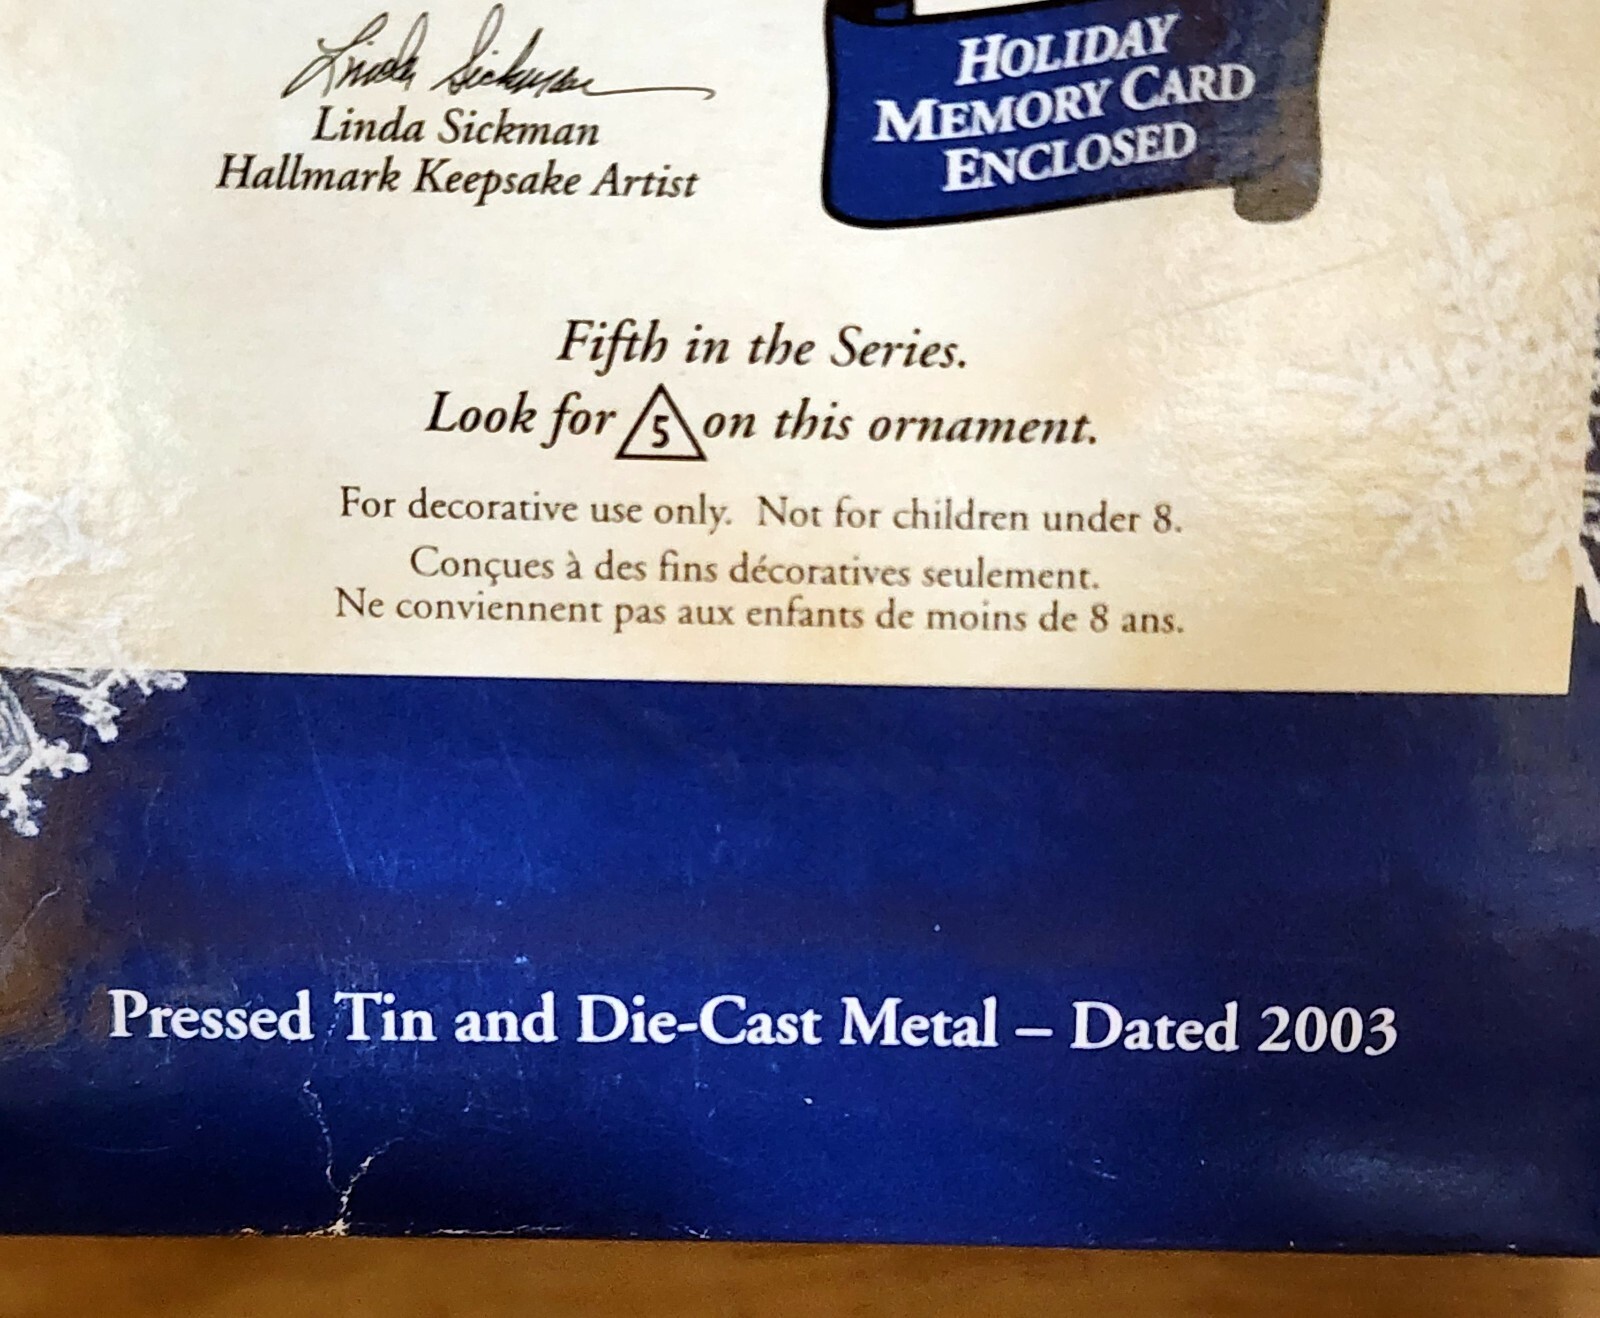 Linda Sickman
Linda Sickman
Hallmark Keepsake Artist
HOLIDAY
MEMORY CARD
ENCLOSED
Fifth in the Series.
Look for 5 on this ornament.
For decorative use only. Not for children under 8.
Conçues à des fins décoratives seulement.
Ne conviennent pas aux enfants de moins de 8 ans.
Pressed Tin and Die-Cast Metal – Dated 2003